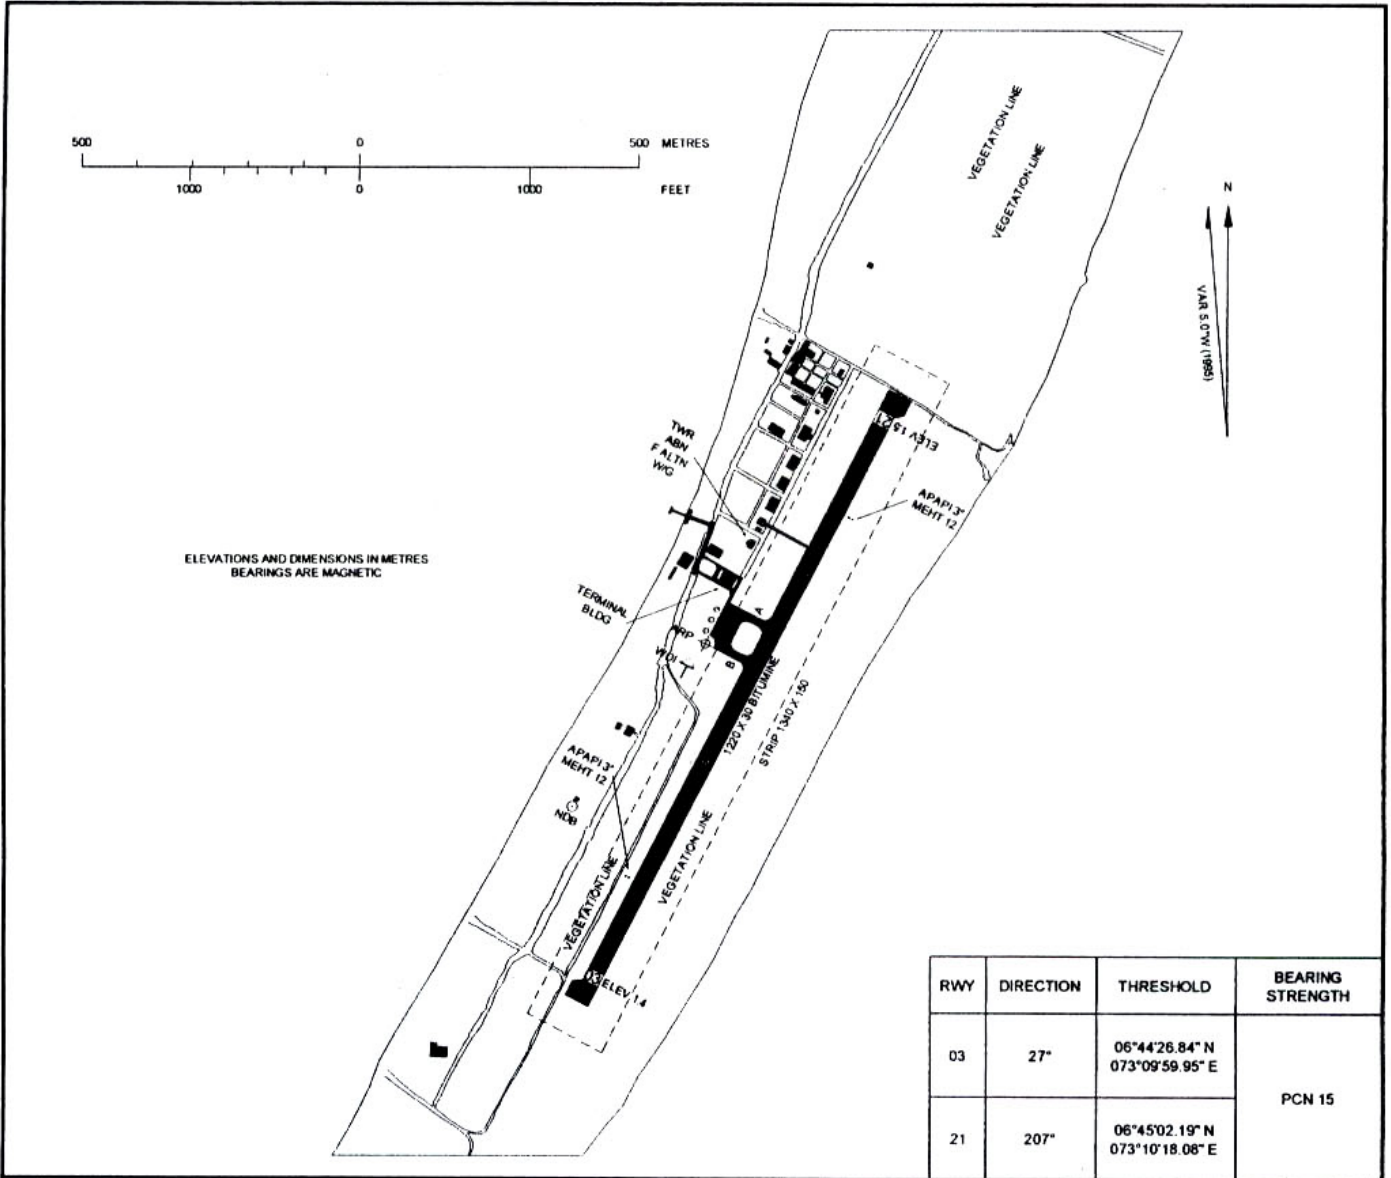 500 0 500 METRES
1000 0 1000 FEET
VEGETATION LINE
VEGETATION LINE
N
VAR 5.0°W (1995)
TWR
ABN
F ALTN
W/G
ELEV 1.5
21
APAPI 3°
MEHT 12
ELEVATIONS AND DIMENSIONS IN METRES
BEARINGS ARE MAGNETIC
TERMINAL
BLDG
ARP
WDI
A
B
1220 X 30 BITUMINE
STRIP 1340 X 150
APAPI 3°
MEHT 12
NDB
VEGETATION LINE
VEGETATION LINE
03
ELEV 1.4
RWY DIRECTION THRESHOLD BEARING
STRENGTH
03 27° 06°44'26.84" N
073°09'59.95" E
PCN 15
21 207° 06°45'02.19" N
073°10'18.08" E